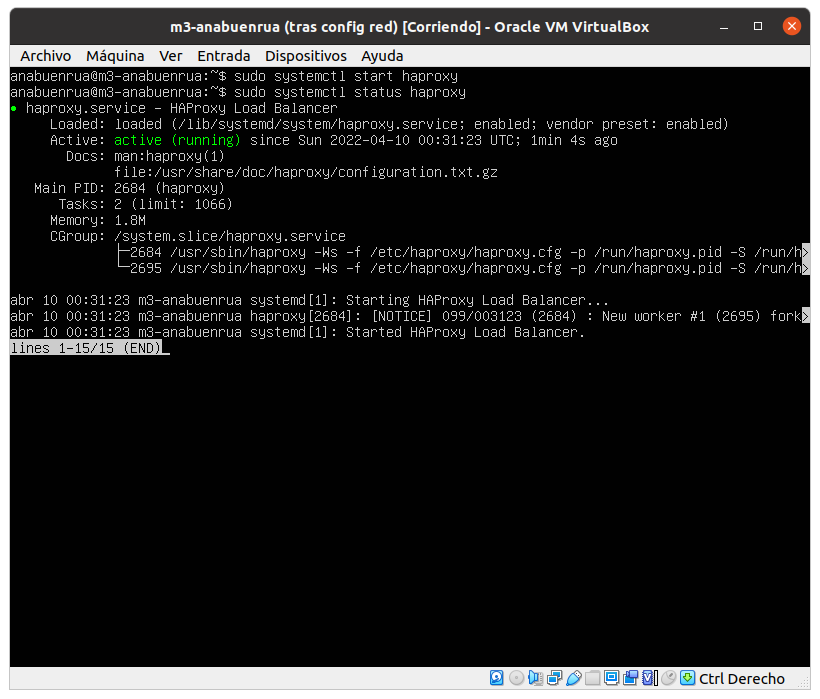 m3-anabuenrua (tras config red) [Corriendo] - Oracle VM VirtualBox
Archivo Máquina Ver Entrada Dispositivos Ayuda
anabuenrua@m3-anabuenrua:~$ sudo systemctl start haproxy
anabuenrua@m3-anabuenrua:~$ sudo systemctl status haproxy
● haproxy.service - HAProxy Load Balancer
Loaded: loaded (/lib/systemd/system/haproxy.service; enabled; vendor preset: enabled)
Active: active (running) since Sun 2022-04-10 00:31:23 UTC; 1min 4s ago
Docs: man:haproxy(1)
file:/usr/share/doc/haproxy/configuration.txt.gz
Main PID: 2684 (haproxy)
Tasks: 2 (limit: 1066)
Memory: 1.8M
CGroup: /system.slice/haproxy.service
├─2684 /usr/sbin/haproxy -Ws -f /etc/haproxy/haproxy.cfg -p /run/haproxy.pid -S /run/h>
└─2695 /usr/sbin/haproxy -Ws -f /etc/haproxy/haproxy.cfg -p /run/haproxy.pid -S /run/h>
abr 10 00:31:23 m3-anabuenrua systemd[1]: Starting HAProxy Load Balancer...
abr 10 00:31:23 m3-anabuenrua haproxy[2684]: [NOTICE] 099/003123 (2684) : New worker #1 (2695) fork>
abr 10 00:31:23 m3-anabuenrua systemd[1]: Started HAProxy Load Balancer.
lines 1-15/15 (END)
Ctrl Derecho